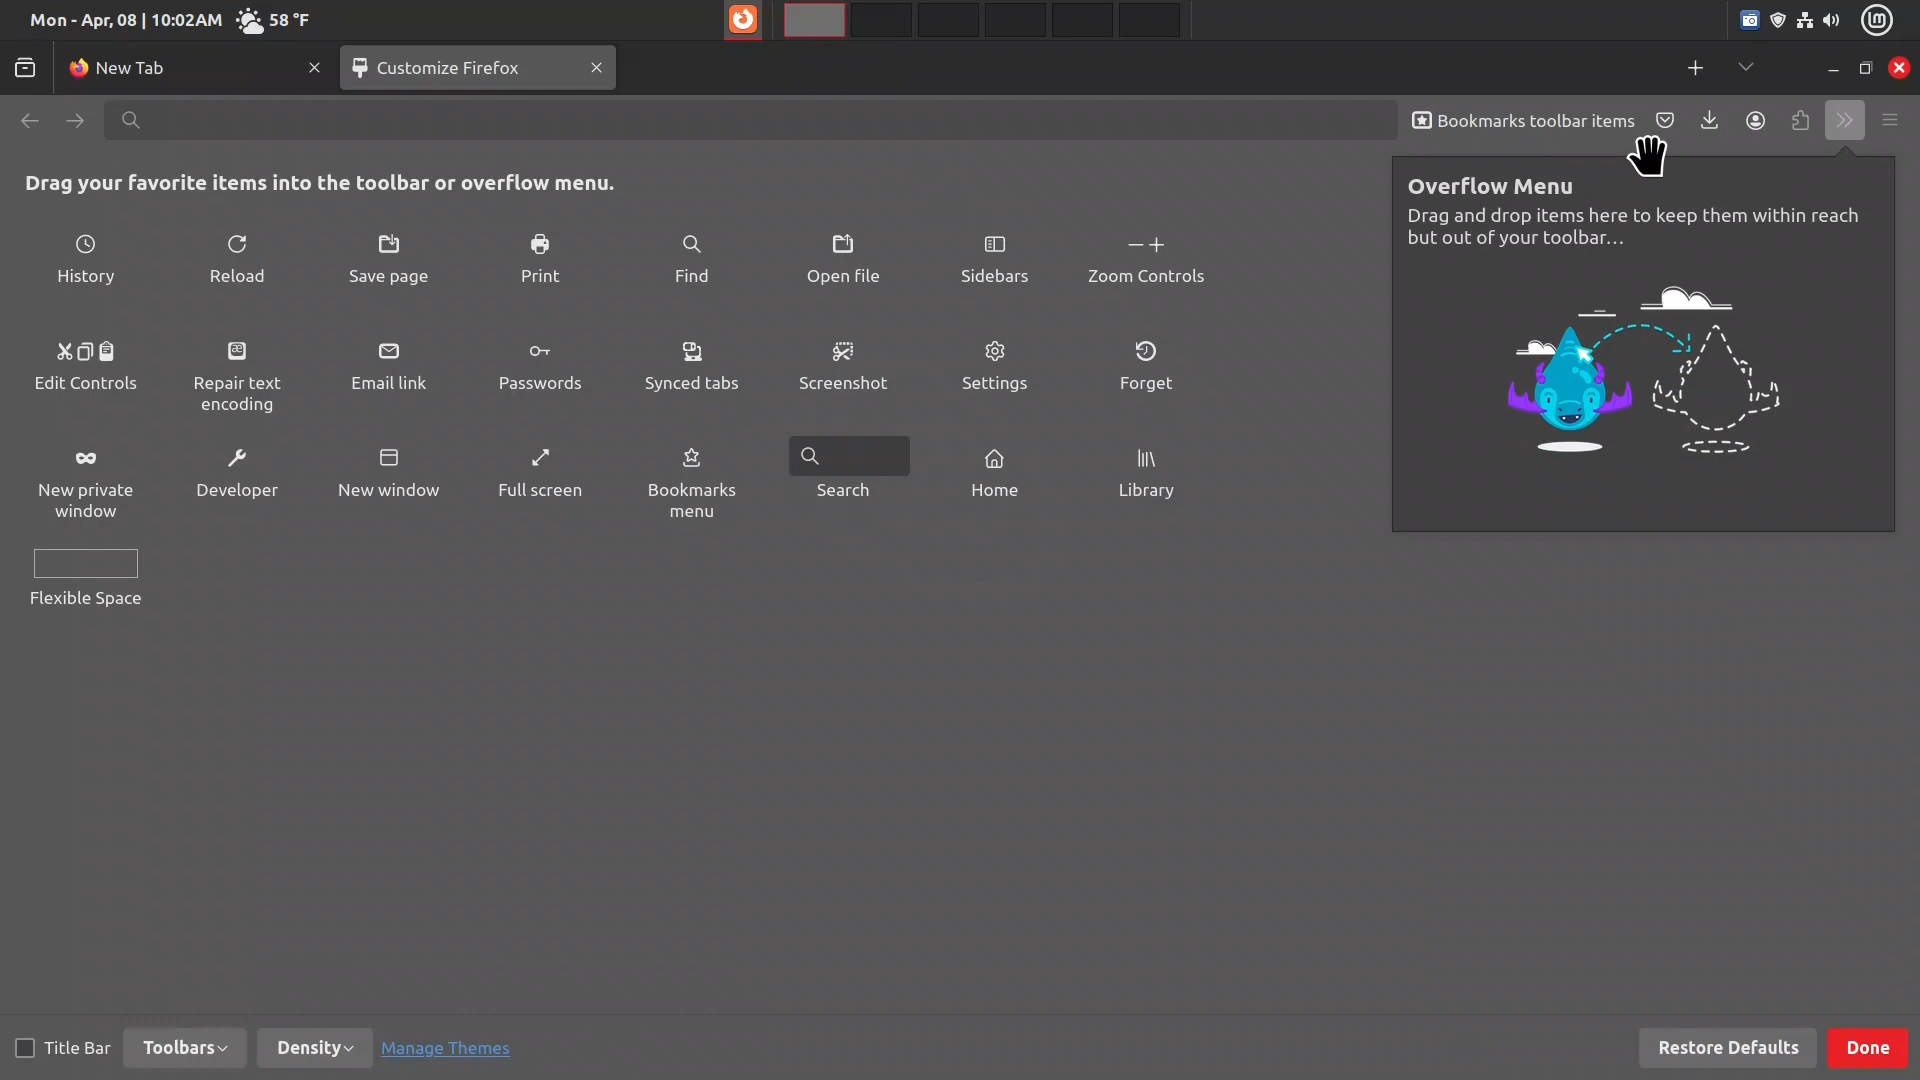 Mon - Apr, 08 | 10:02AM 58 °F
New Tab
Customize Firefox
Bookmarks toolbar items
Drag your favorite items into the toolbar or overflow menu.
Overflow Menu
Drag and drop items here to keep them within reach
but out of your toolbar…
History
Reload
Save page
Print
Find
Open file
Sidebars
Zoom Controls
Edit Controls
Repair text
encoding
Email link
Passwords
Synced tabs
Screenshot
Settings
Forget
New private
window
Developer
New window
Full screen
Bookmarks
menu
Search
Home
Library
Flexible Space
Title Bar
Toolbars
Density
Manage Themes
Restore Defaults
Done